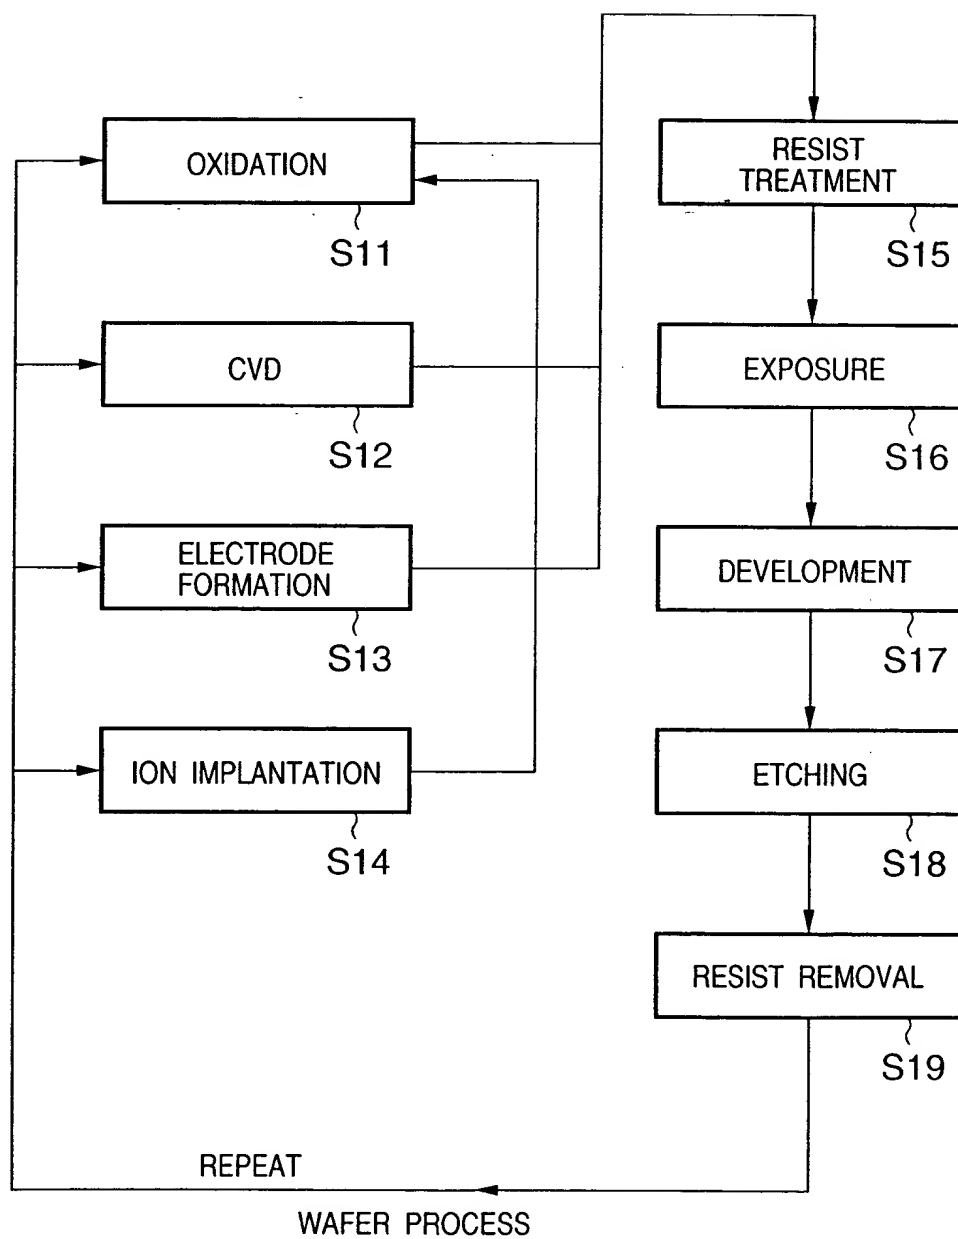 OXIDATION
S11
CVD
S12
ELECTRODE
FORMATION
S13
ION IMPLANTATION
S14
RESIST
TREATMENT
S15
EXPOSURE
S16
DEVELOPMENT
S17
ETCHING
S18
RESIST REMOVAL
S19
REPEAT
WAFER PROCESS